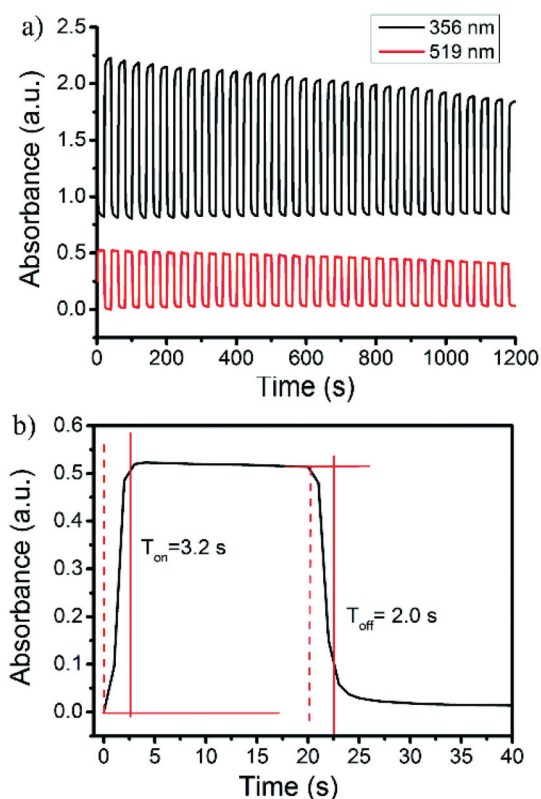 a)
2.5
2.0
1.5
1.0
0.5
0.0
Absorbance (a.u.)
356 nm
519 nm
0 200 400 600 800 1000 1200
Time (s)
b)
0.6
0.5
0.4
0.3
0.2
0.1
0.0
Absorbance (a.u.)
Ton=3.2 s
Toff= 2.0 s
0 5 10 15 20 25 30 35 40
Time (s)